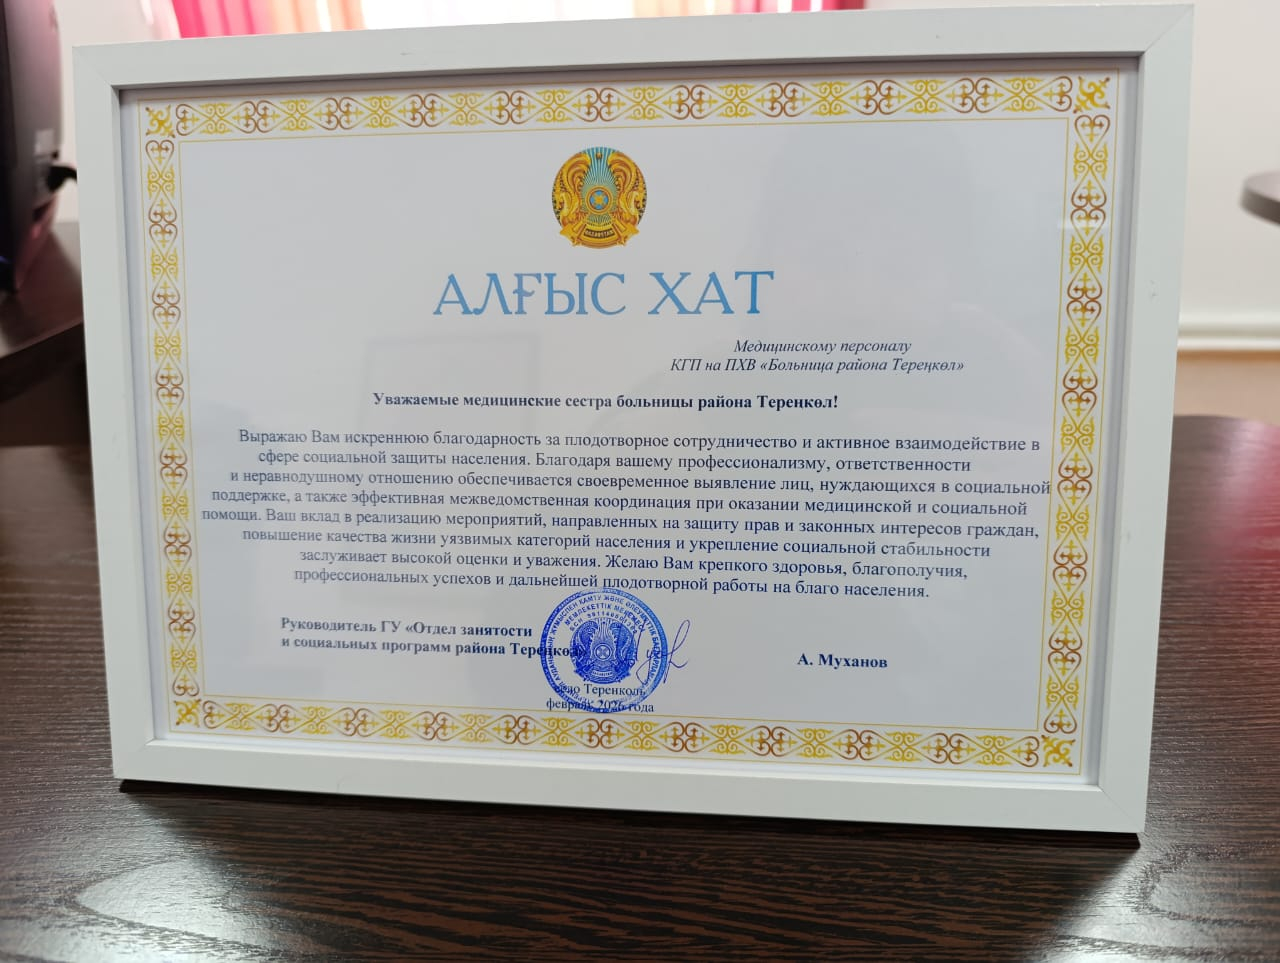 АЛҒЫС ХАТ
Медицинскому персоналу
КГП на ПХВ «Больница района Тереңкөл»
Уважаемые медицинские сестра больницы района Тереңкөл!
Выражаю Вам искреннюю благодарность за плодотворное сотрудничество и активное взаимодействие в
сфере социальной защиты населения. Благодаря вашему профессионализму, ответственности
и неравнодушному отношению обеспечивается своевременное выявление лиц, нуждающихся в социальной
поддержке, а также эффективная межведомственная координация при оказании медицинской и социальной
помощи. Ваш вклад в реализацию мероприятий, направленных на защиту прав и законных интересов граждан,
повышение качества жизни уязвимых категорий населения и укрепление социальной стабильности
заслуживает высокой оценки и уважения. Желаю Вам крепкого здоровья, благополучия,
профессиональных успехов и дальнейшей плодотворной работы на благо населения.
Руководитель ГУ «Отдел занятости
и социальных программ района Тереңкөл»
А. Муханов
село Теренколь
февраль 2026 года